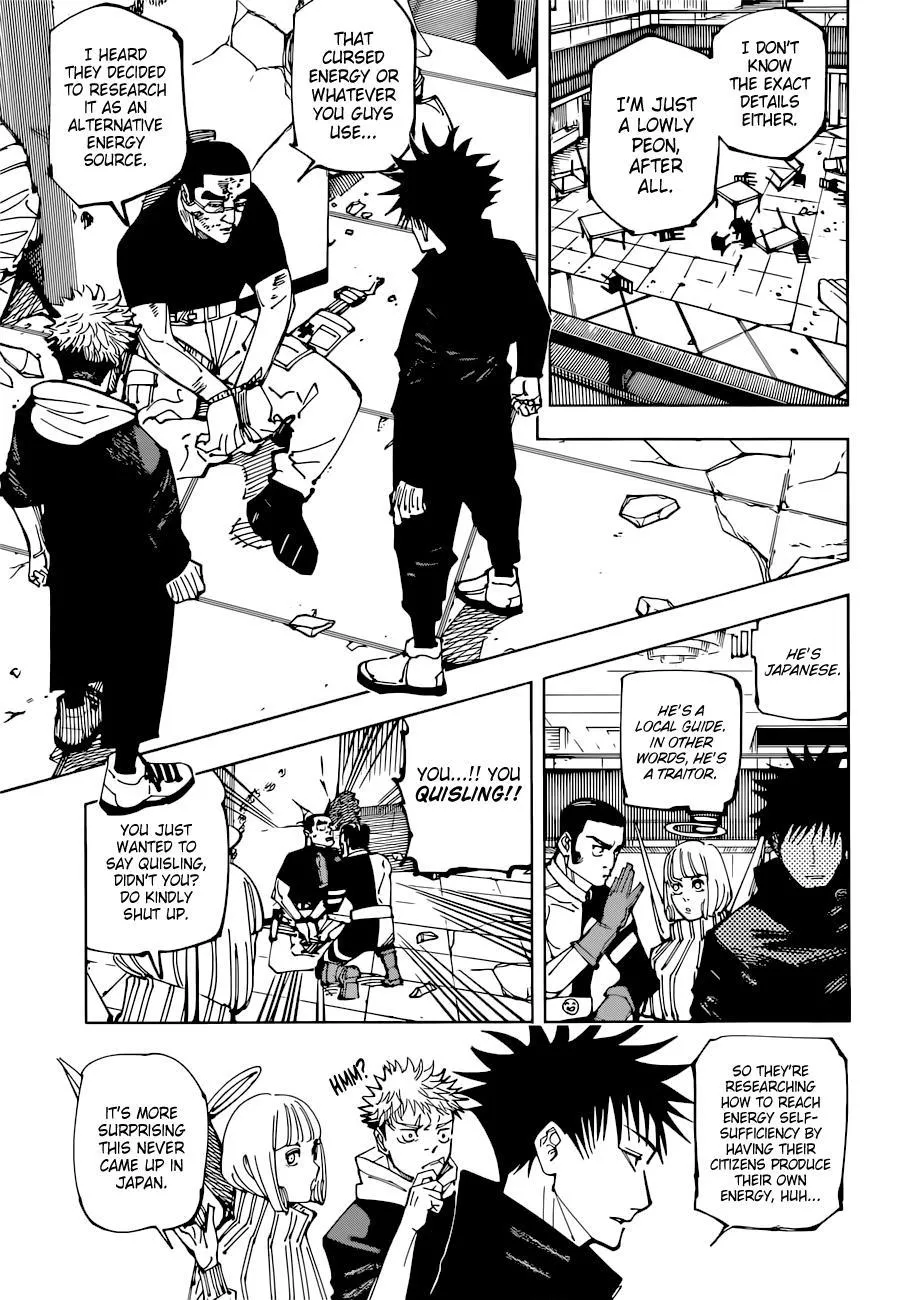 I DON'T
KNOW
THE EXACT
DETAILS
EITHER.
I'M JUST
A LOWLY
PEON,
AFTER
ALL.
THAT
CURSED
ENERGY OR
WHATEVER
YOU GUYS
USE...
I HEARD
THEY DECIDED
TO RESEARCH
IT AS AN
ALTERNATIVE
ENERGY
SOURCE.
HE'S
JAPANESE.
HE'S A
LOCAL GUIDE.
IN OTHER
WORDS, HE'S
A TRAITOR.
YOU...!! YOU
QUISLING!!
YOU JUST
WANTED TO
SAY QUISLING,
DIDN'T YOU?
DO KINDLY
SHUT UP.
SO THEY'RE
RESEARCHING
HOW TO REACH
ENERGY SELF-
SUFFICIENCY BY
HAVING THEIR
CITIZENS PRODUCE
THEIR OWN
ENERGY, HUH...
HMM?
IT'S MORE
SURPRISING
THIS NEVER
CAME UP IN
JAPAN.